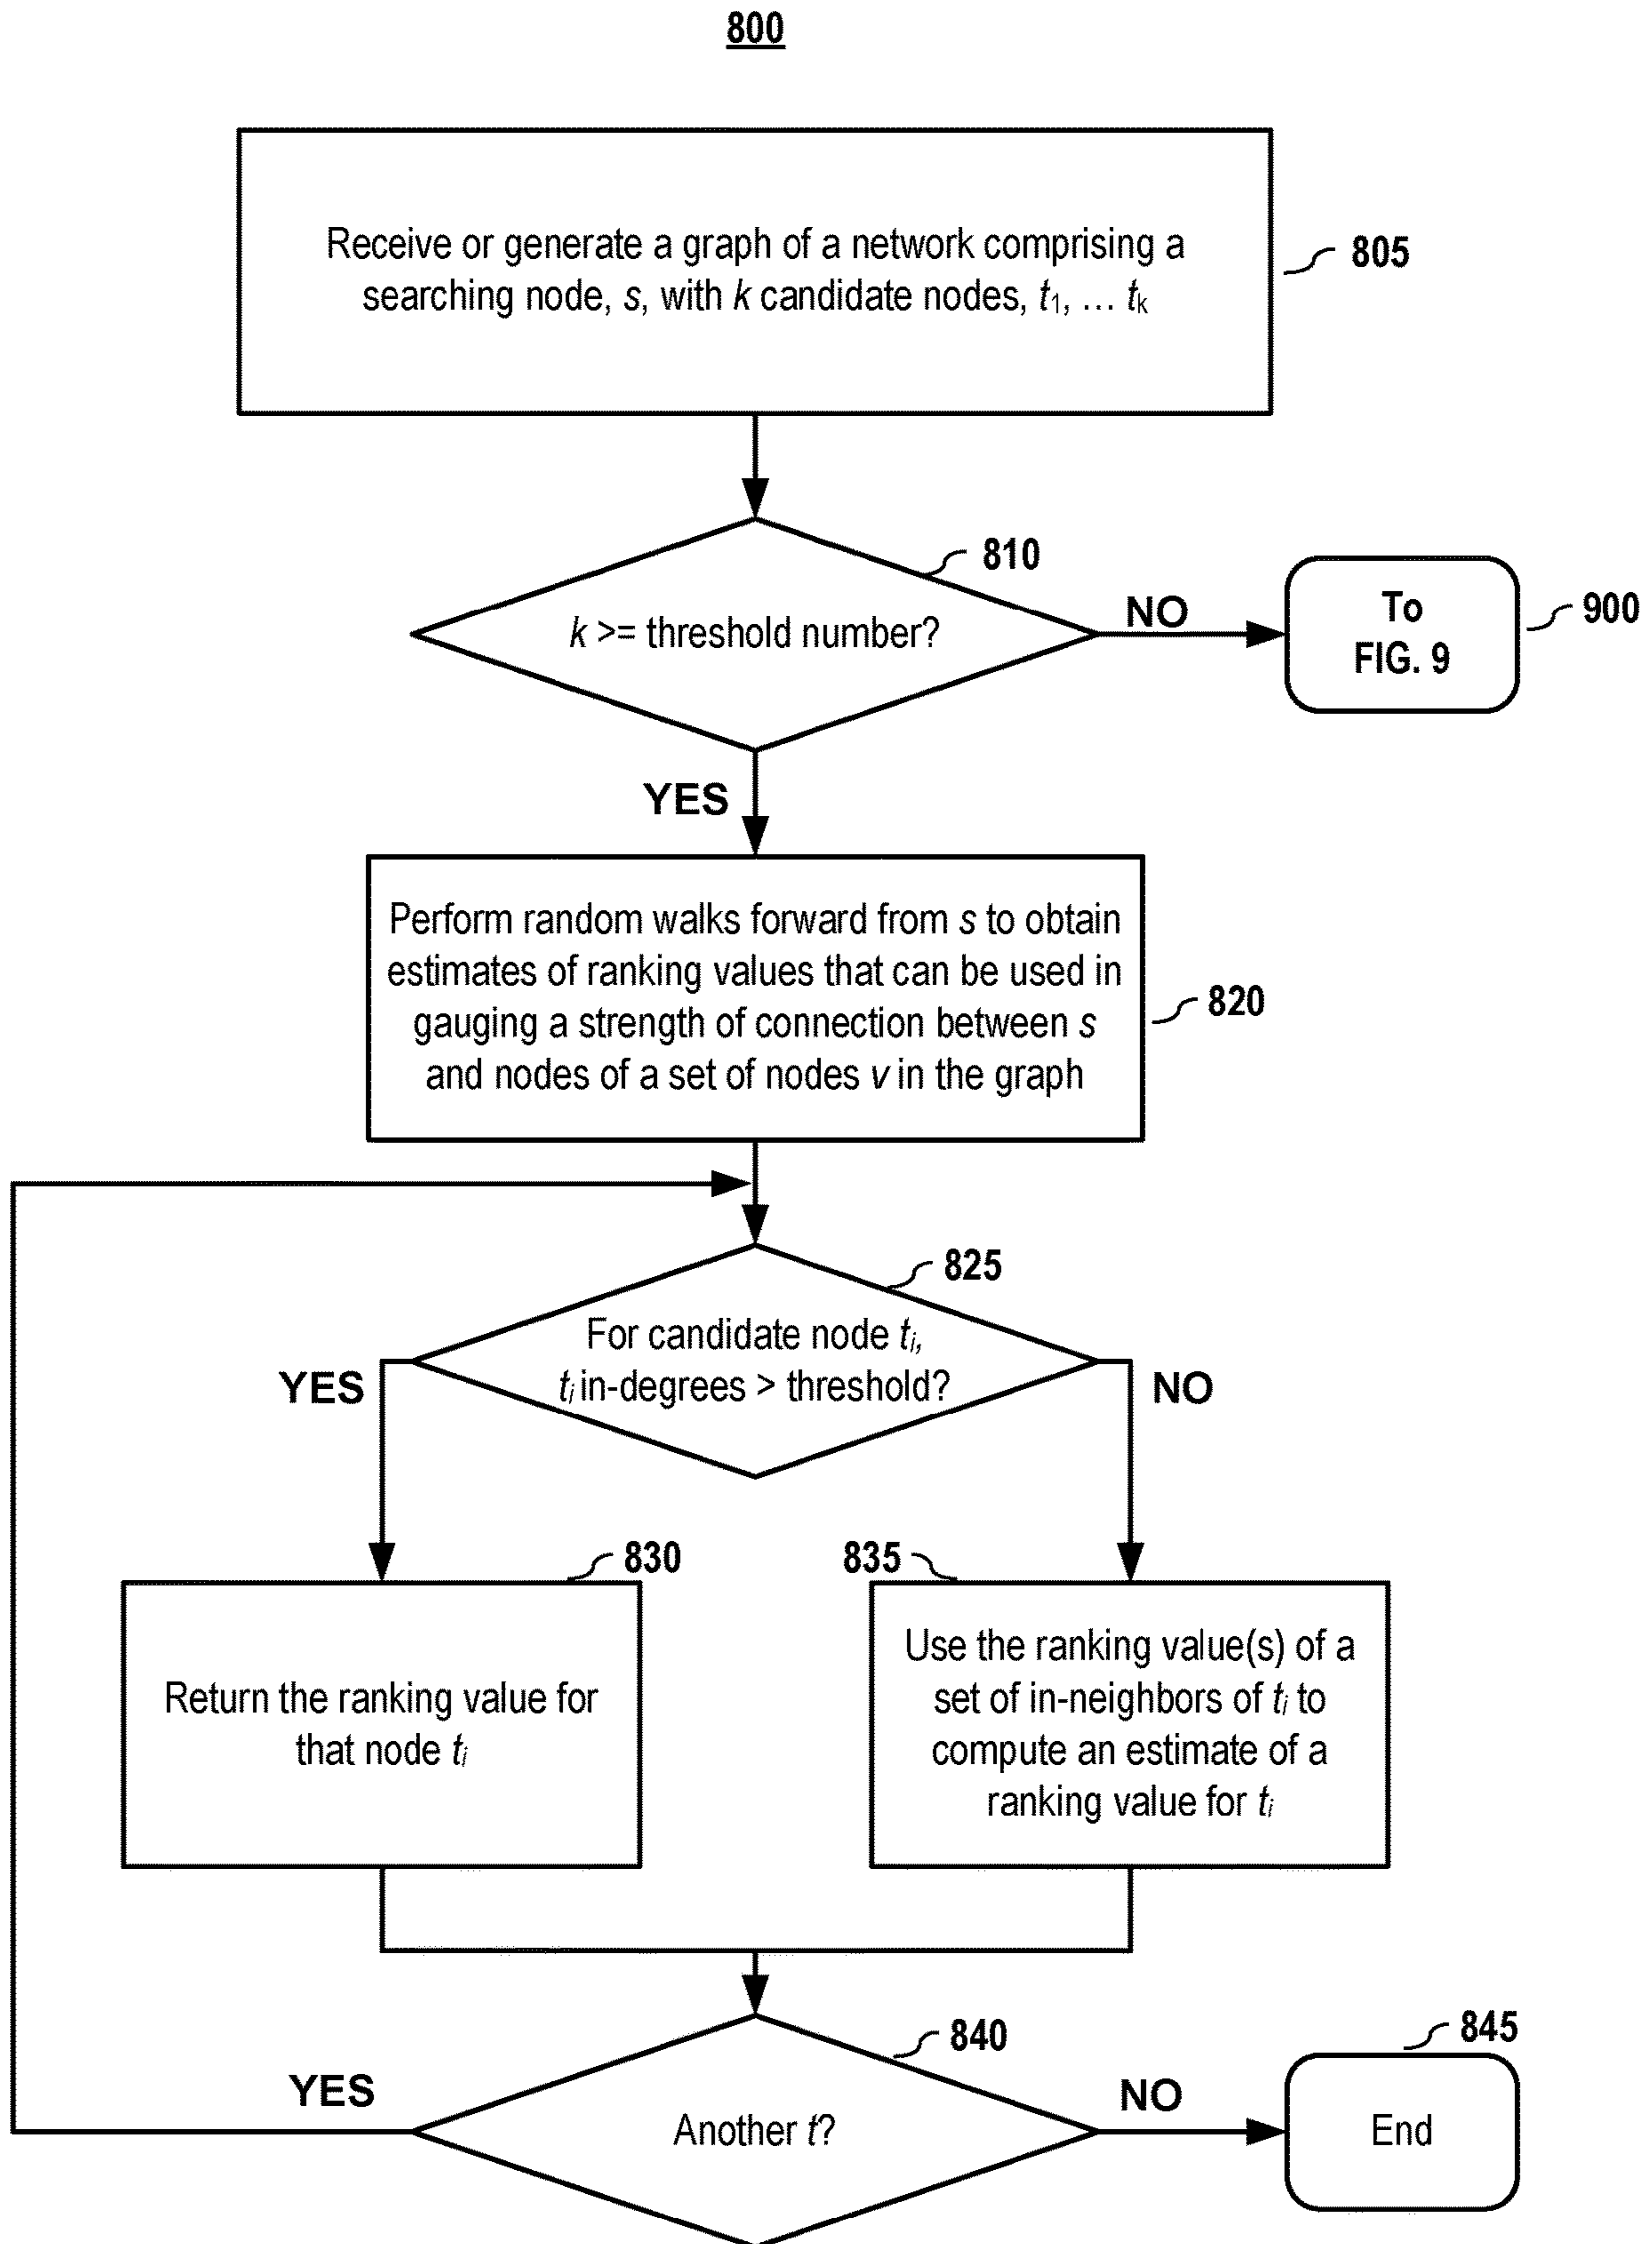 800
Receive or generate a graph of a network comprising a
searching node, s, with k candidate nodes, t1, … tk
805
810
k >= threshold number?
NO
To
FIG. 9
900
YES
Perform random walks forward from s to obtain
estimates of ranking values that can be used in
gauging a strength of connection between s
and nodes of a set of nodes v in the graph
820
825
For candidate node ti,
ti in-degrees > threshold?
YES
NO
830
835
Return the ranking value for
that node ti
Use the ranking value(s) of a
set of in-neighbors of ti to
compute an estimate of a
ranking value for ti
840
845
YES
Another t?
NO
End